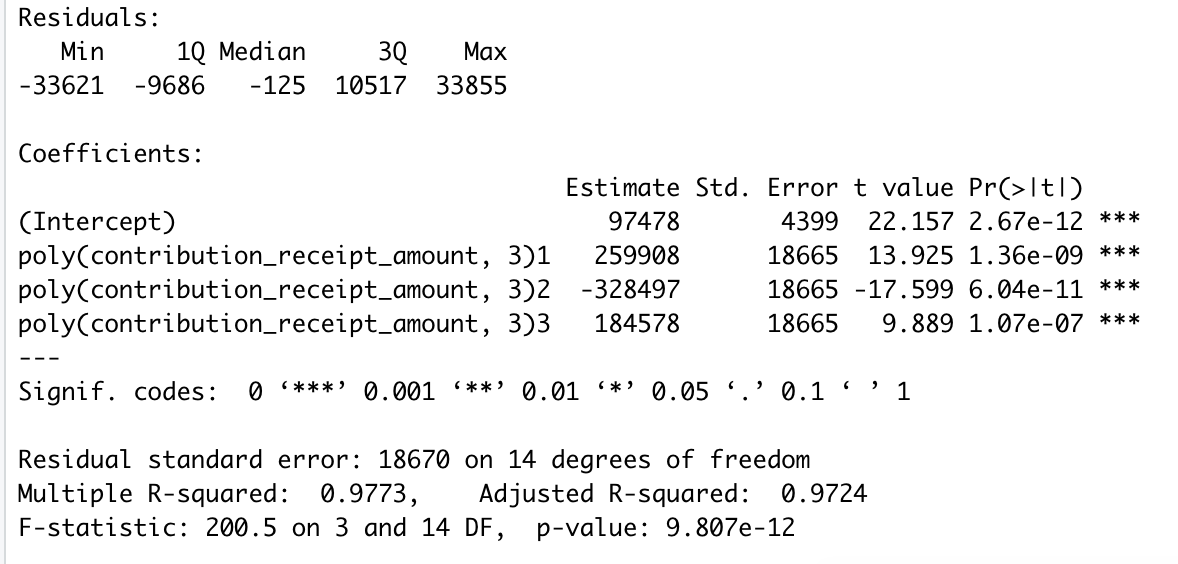 Residuals:
   Min     1Q Median     3Q    Max
-33621  -9686   -125  10517  33855

Coefficients:
                                    Estimate Std. Error t value Pr(>|t|)
(Intercept)                            97478       4399  22.157 2.67e-12 ***
poly(contribution_receipt_amount, 3)1   259908      18665  13.925 1.36e-09 ***
poly(contribution_receipt_amount, 3)2  -328497      18665 -17.599 6.04e-11 ***
poly(contribution_receipt_amount, 3)3   184578      18665   9.889 1.07e-07 ***
---
Signif. codes:  0 ‘***’ 0.001 ‘**’ 0.01 ‘*’ 0.05 ‘.’ 0.1 ‘ ’ 1

Residual standard error: 18670 on 14 degrees of freedom
Multiple R-squared:  0.9773,    Adjusted R-squared:  0.9724
F-statistic: 200.5 on 3 and 14 DF,  p-value: 9.807e-12